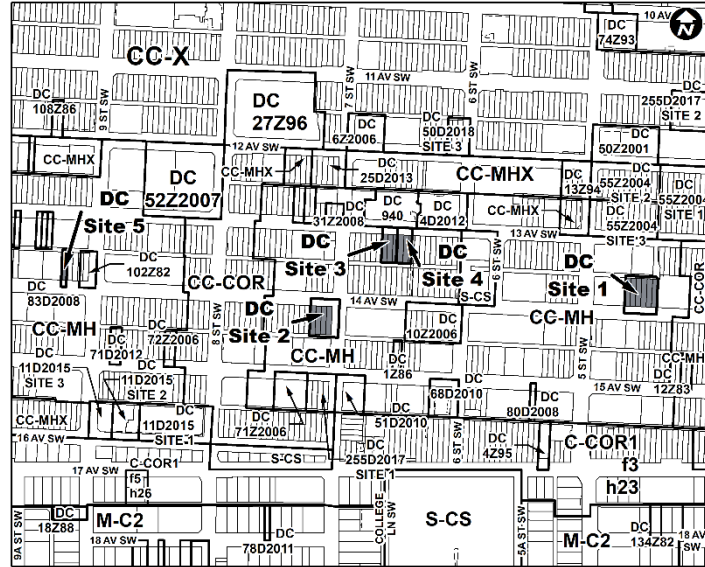 10 AV SW
N
DC
74Z93
CC-X
11 AV SW
9 ST SW
7 ST SW
6 ST SW
DC
108Z86
DC
27Z96
DC
6Z2006
DC
50D2018
SITE 3
DC
255D2017
SITE 2
DC
50Z2001
12 AV SW
CC-MHX
CC-MHX
DC
25D2013
CC-MHX
DC
13Z94
DC
55Z2004
SITE 2
DC
55Z2004
SITE 1
DC
52Z2007
DC
940
DC
31Z2008
DC
4D2012
CC-MHX
DC
55Z2004
SITE 3
13 AV SW
DC
Site 5
DC
102Z82
DC
83D2008
CC-COR
DC
Site 3
DC
Site 4
6 ST SW
S-CS
DC
Site 1
CC-COR
14 AV SW
DC
Site 2
DC
10Z2006
CC-MH
CC-MH
8 ST SW
CC-MH
CC-MH
DC
71D2012
DC
72Z2006
DC
1Z86
5 ST SW
DC
11D2015
SITE 3
DC
11D2015
SITE 2
DC
68D2010
DC
80D2008
15 AV SW
DC
12Z83
CC-MHX
16 AV SW
DC
11D2015
SITE 1
DC
71Z2006
DC
51D2010
6 ST SW
DC
4Z95
C-COR1
f3
h23
S-CS
DC
255D2017
SITE 1
17 AV SW
C-COR1
f5
h26
DC
18Z88
M-C2
9A ST SW
18 AV SW
DC
78D2011
COLLEGE
LN SW
S-CS
5A ST SW
M-C2
DC
134Z82
18 AV
SW